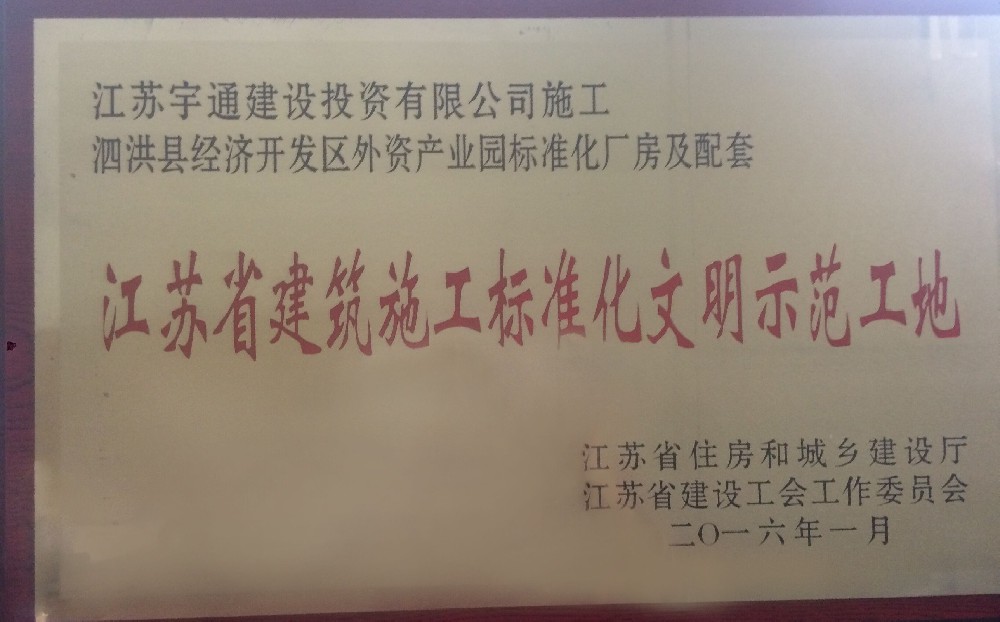 江苏宇通建设投资有限公司施工
泗洪县经济开发区外资产业园标准化厂房及配套
江苏省建筑施工标准化文明示范工地
江苏省住房和城乡建设厅
江苏省建设工会工作委员会
二〇一六年一月